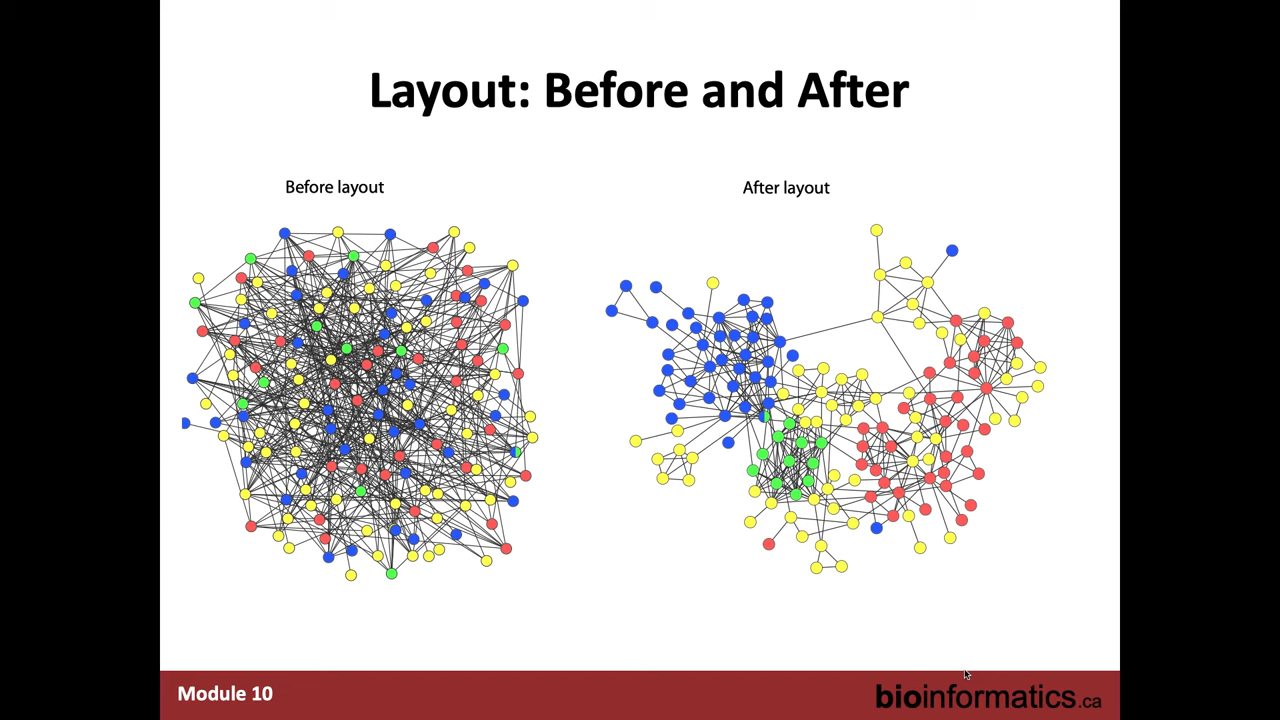 Layout: Before and After
Before layout
After layout
Module 10
bioinformatics.ca